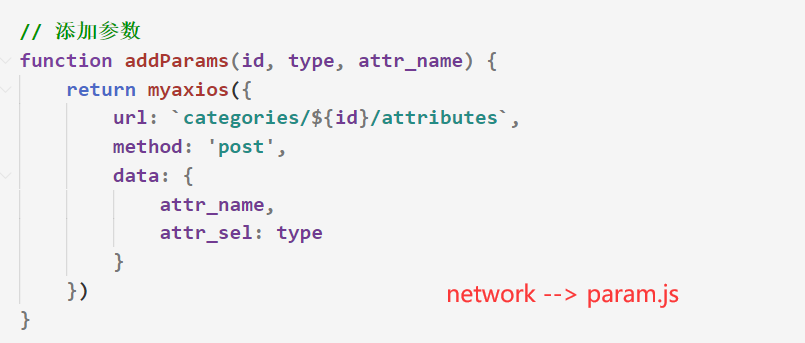 // 添加参数
function addParams(id, type, attr_name) {
    return myaxios({
        url: `categories/${id}/attributes`,
        method: 'post',
        data: {
            attr_name,
            attr_sel: type
        }
    })
network --> param.js
}